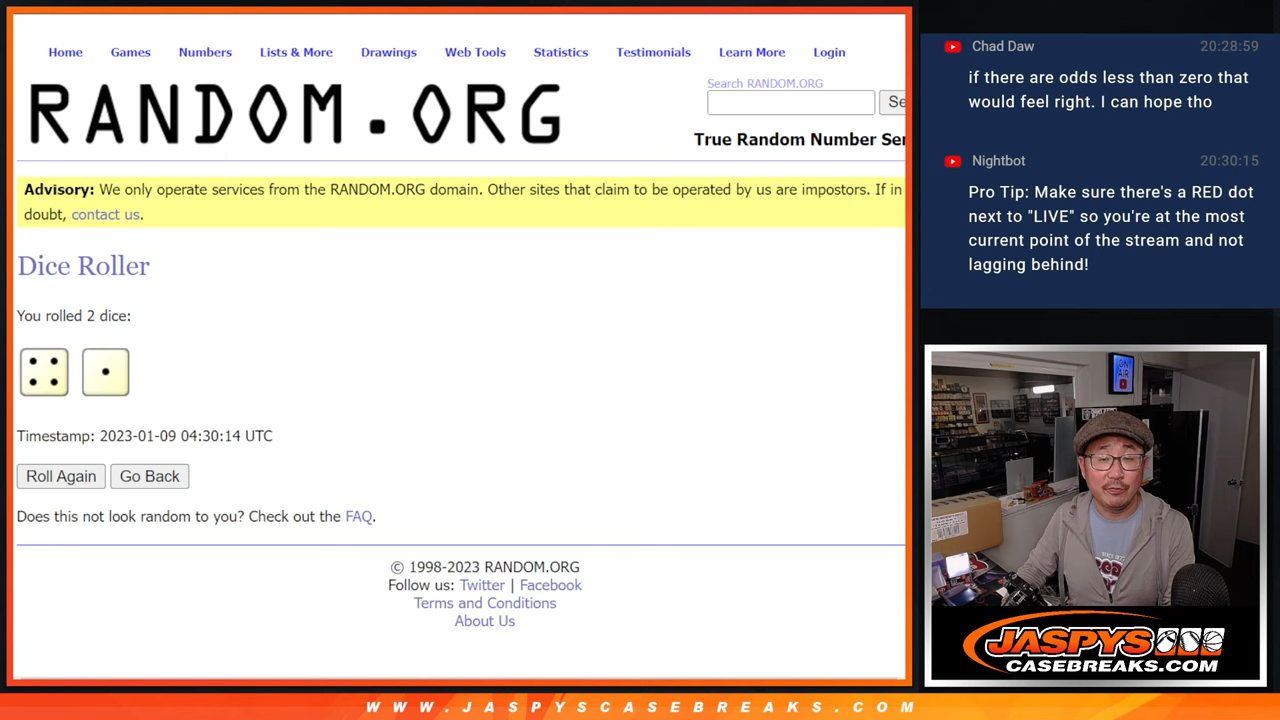 Home Games Numbers Lists & More Drawings Web Tools Statistics Testimonials Learn More Login
RANDOM.ORG
Search RANDOM.ORG
Se
True Random Number Ser
Advisory: We only operate services from the RANDOM.ORG domain. Other sites that claim to be operated by us are impostors. If in
doubt, contact us.
Dice Roller
You rolled 2 dice:
Timestamp: 2023-01-09 04:30:14 UTC
Roll Again Go Back
Does this not look random to you? Check out the FAQ.
© 1998-2023 RANDOM.ORG
Follow us: Twitter | Facebook
Terms and Conditions
About Us
Chad Daw 20:28:59
if there are odds less than zero that
would feel right. I can hope tho
Nightbot 20:30:15
Pro Tip: Make sure there's a RED dot
next to "LIVE" so you're at the most
current point of the stream and not
lagging behind!
ON
AIR
JASPYS
CASEBREAKS.COM
WWW.JASPYSCASEBREAKS.COM